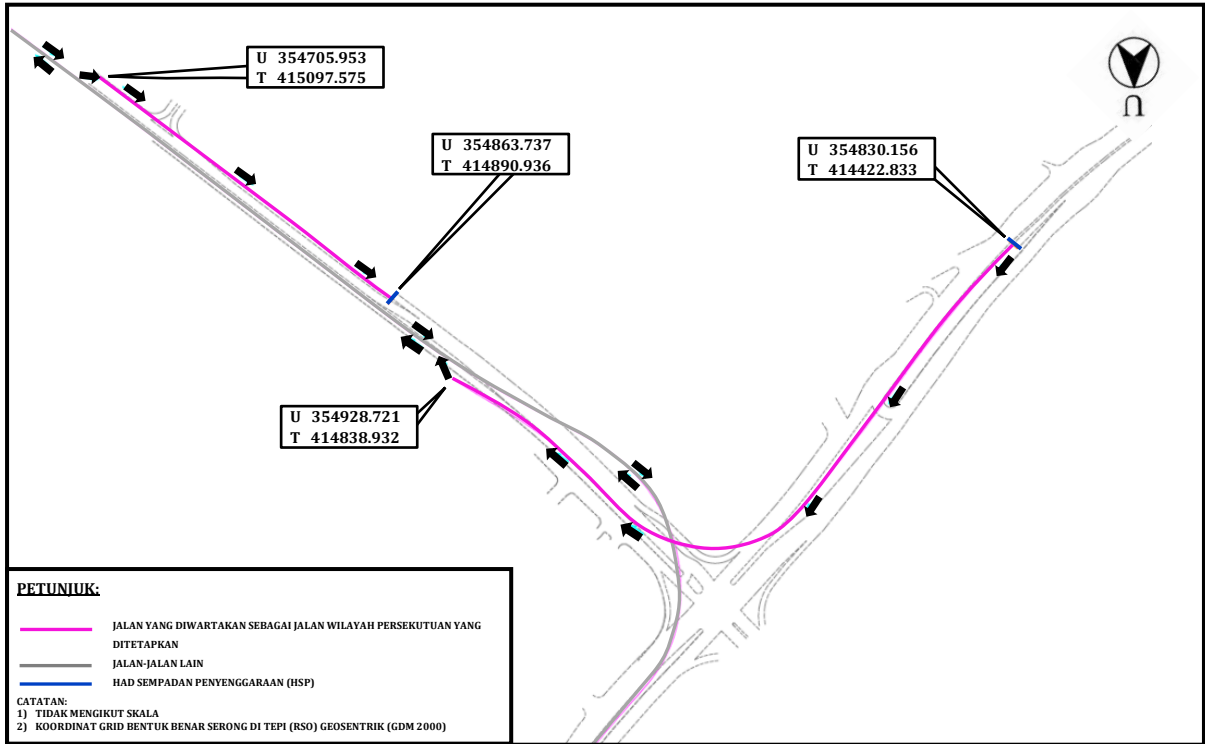 U 354705.953
T 415097.575
U 354863.737
T 414890.936
U 354830.156
T 414422.833
U
U 354928.721
T 414838.932
PETUNJUK:
JALAN YANG DIWARTAKAN SEBAGAI JALAN WILAYAH PERSEKUTUAN YANG
DITETAPKAN
JALAN-JALAN LAIN
HAD SEMPADAN PENYENGGARAAN (HSP)
CATATAN:
1) TIDAK MENGIKUT SKALA
2) KOORDINAT GRID BENTUK BENAR SERONG DI TEPI (RSO) GEOSENTRIK (GDM 2000)